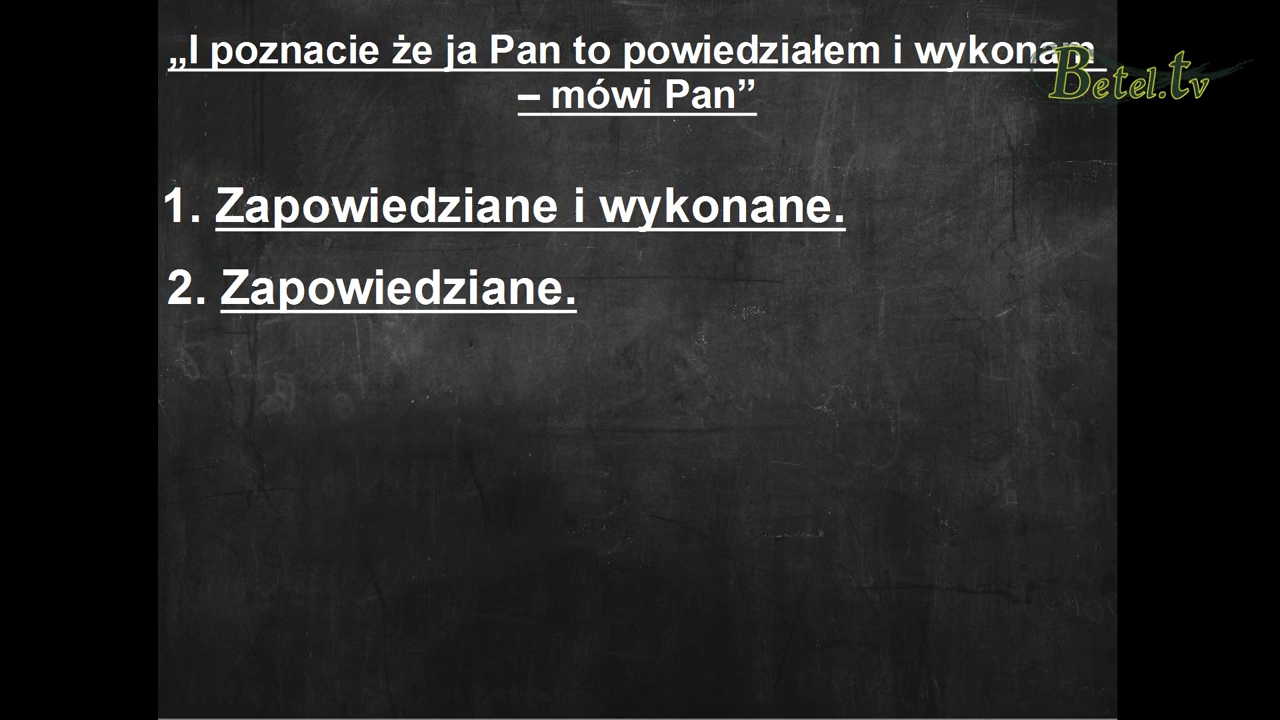 „I poznacie że ja Pan to powiedziałem i wykonam
– mówi Pan”
Betel.tv
1. Zapowiedziane i wykonane.
2. Zapowiedziane.